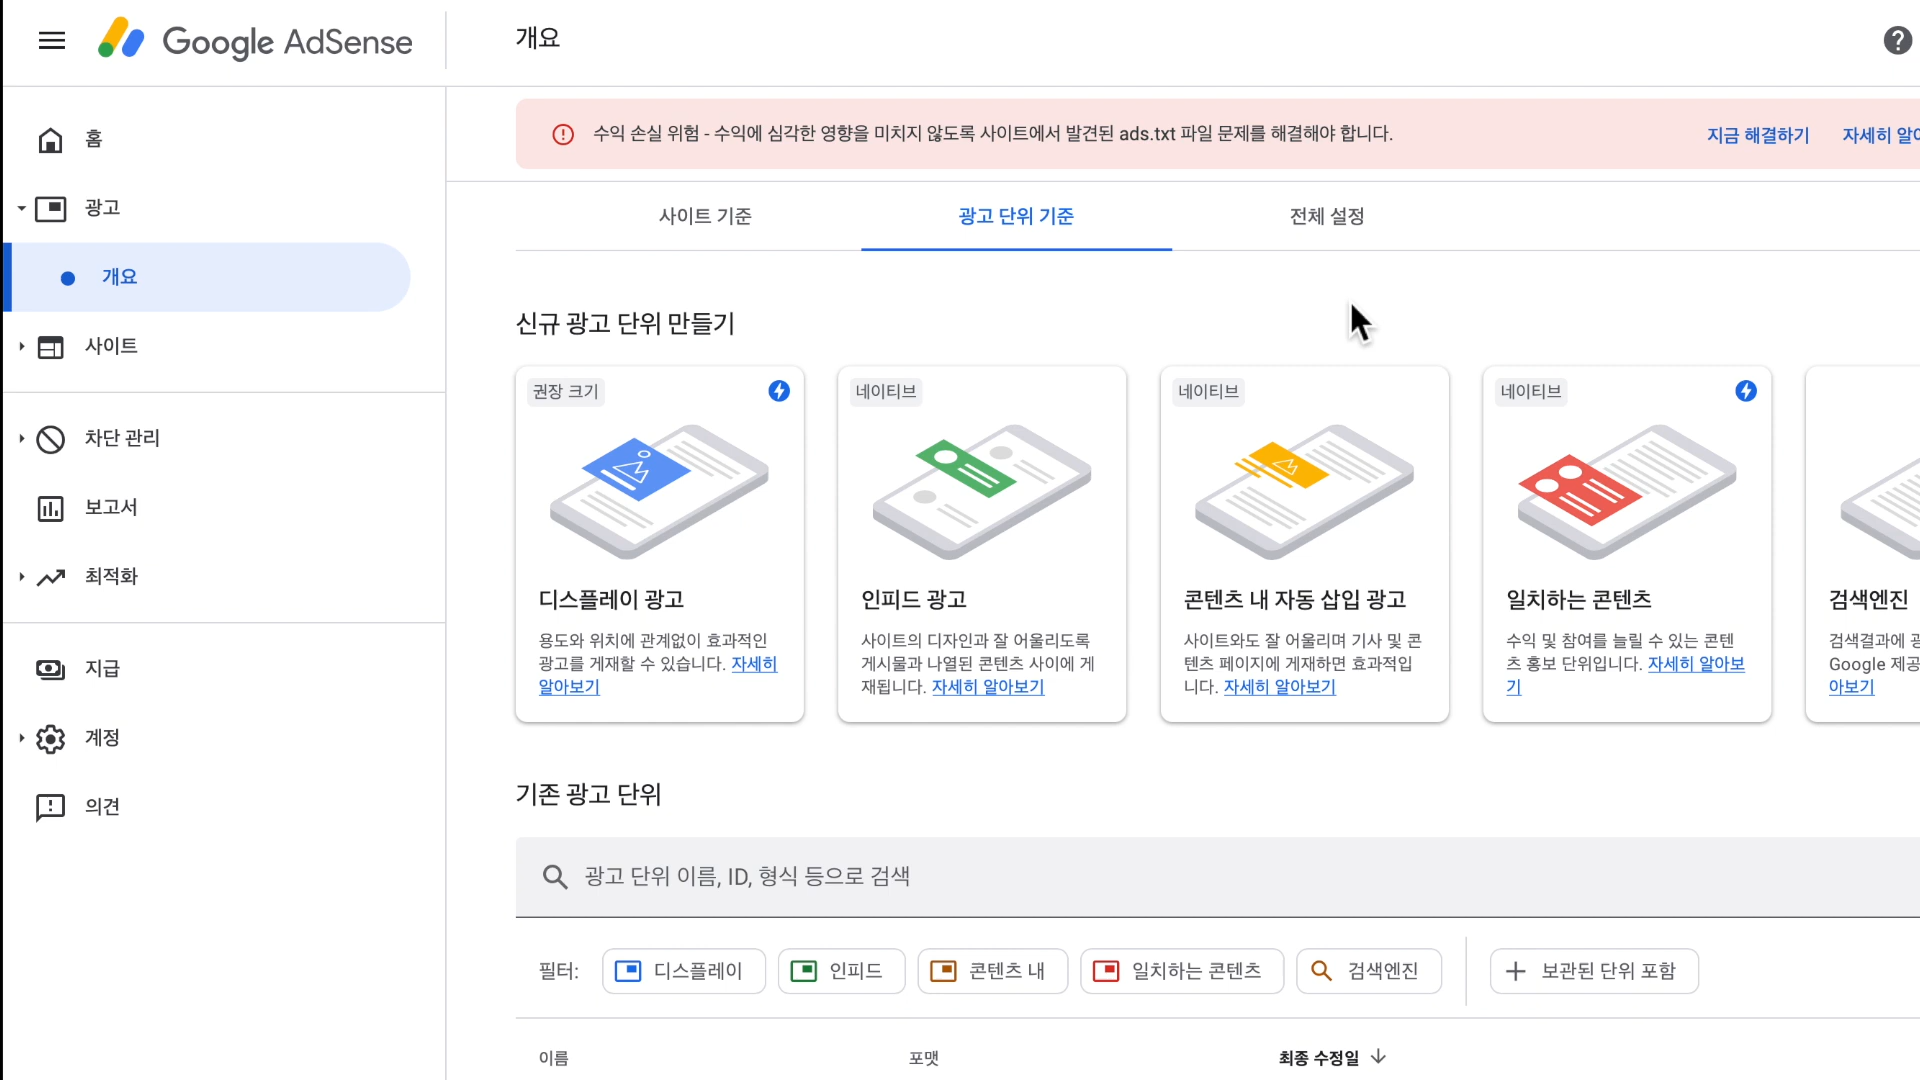 Google AdSense
개요
홈
광고
개요
사이트
차단 관리
보고서
최적화
지급
계정
의견
수익 손실 위험 - 수익에 심각한 영향을 미치지 않도록 사이트에서 발견된 ads.txt 파일 문제를 해결해야 합니다.
지금 해결하기
자세히 알아
사이트 기준
광고 단위 기준
전체 설정
신규 광고 단위 만들기
권장 크기
디스플레이 광고
용도와 위치에 관계없이 효과적인
광고를 게재할 수 있습니다. 자세히
알아보기
네이티브
인피드 광고
사이트의 디자인과 잘 어울리도록
게시물과 나열된 콘텐츠 사이에 게
재됩니다. 자세히 알아보기
네이티브
콘텐츠 내 자동 삽입 광고
사이트와도 잘 어울리며 기사 및 콘
텐츠 페이지에 게재하면 효과적입
니다. 자세히 알아보기
네이티브
일치하는 콘텐츠
수익 및 참여를 늘릴 수 있는 콘텐
츠 홍보 단위입니다. 자세히 알아보
기
검색엔진
검색결과에
Google 제공
아보기
기존 광고 단위
광고 단위 이름, ID, 형식 등으로 검색
필터:
디스플레이
인피드
콘텐츠 내
일치하는 콘텐츠
검색엔진
보관된 단위 포함
이름
포맷
최종 수정일